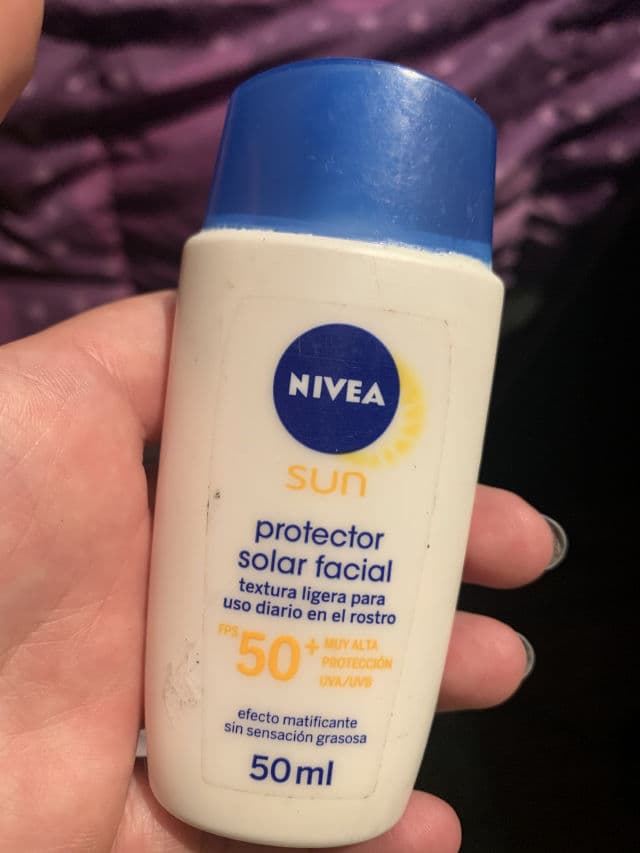 NIVEA
sun
protector
solar facial
textura ligera para
uso diario en el rostro
FPS 50+ MUY ALTA
PROTECCIÓN
UVA/UVB
efecto matificante
sin sensación grasosa
50ml